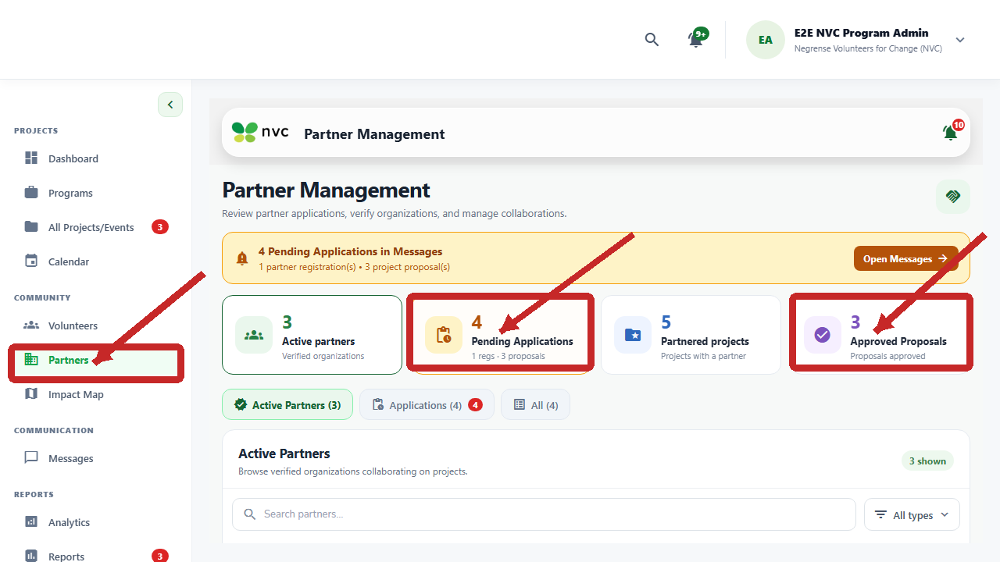 9+
EA
E2E NVC Program Admin
Negrense Volunteers for Change (NVC)
PROJECTS
Dashboard
Programs
All Projects/Events 3
Calendar
COMMUNITY
Volunteers
Partners
Impact Map
COMMUNICATION
Messages
REPORTS
Analytics
Reports 3
nvc Partner Management 10
Partner Management
Review partner applications, verify organizations, and manage collaborations.
4 Pending Applications in Messages
1 partner registration(s) • 3 project proposal(s)
Open Messages
3
Active partners
Verified organizations
4
Pending Applications
1 regs · 3 proposals
5
Partnered projects
Projects with a partner
3
Approved Proposals
Proposals approved
Active Partners (3) Applications (4) 4 All (4)
Active Partners
Browse verified organizations collaborating on projects.
3 shown
Search partners...
All types